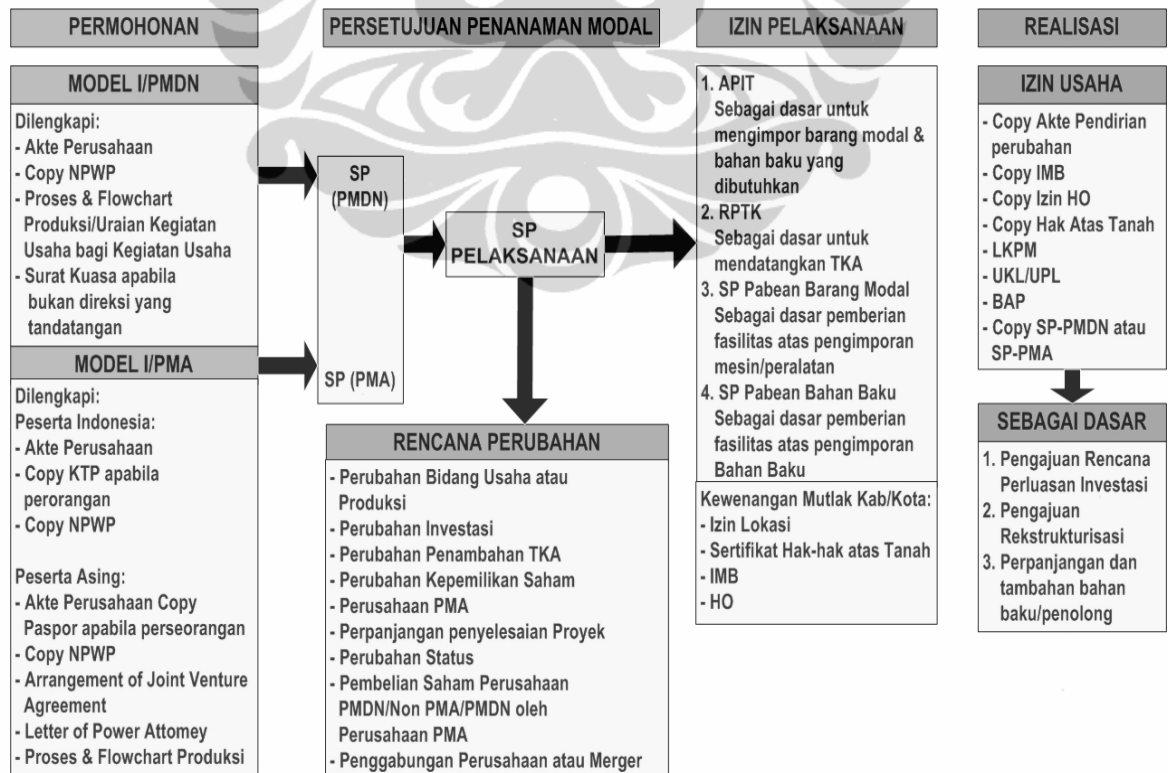 PERMOHONAN
MODEL I/PMDN
Dilengkapi:
- Akte Perusahaan
- Copy NPWP
- Proses & Flowchart
Produksi/Uraian Kegiatan
Usaha bagi Kegiatan Usaha
- Surat Kuasa apabila
bukan direksi yang
tandatangan
MODEL I/PMA
Dilengkapi:
Peserta Indonesia:
- Akte Perusahaan
- Copy KTP apabila
perorangan
- Copy NPWP
Peserta Asing:
- Akte Perusahaan Copy
Paspor apabila perseorangan
- Copy NPWP
- Arrangement of Joint Venture
Agreement
- Letter of Power Attomey
- Proses & Flowchart Produksi
PERSETUJUAN PENANAMAN MODAL
SP
(PMDN)
SP (PMA)
SP
PELAKSANAAN
RENCANA PERUBAHAN
- Perubahan Bidang Usaha atau
Produksi
- Perubahan Investasi
- Perubahan Penambahan TKA
- Perubahan Kepemilikan Saham
- Perusahaan PMA
- Perpanjangan penyelesaian Proyek
- Perubahan Status
- Pembelian Saham Perusahaan
PMDN/Non PMA/PMDN oleh
Perusahaan PMA
- Penggabungan Perusahaan atau Merger
IZIN PELAKSANAAN
1. APIT
Sebagai dasar untuk
mengimpor barang modal &
bahan baku yang
dibutuhkan
2. RPTK
Sebagai dasar untuk
mendatangkan TKA
3. SP Pabean Barang Modal
Sebagai dasar pemberian
fasilitas atas pengimporan
mesin/peralatan
4. SP Pabean Bahan Baku
Sebagai dasar pemberian
fasilitas atas pengimporan
Bahan Baku
Kewenangan Mutlak Kab/Kota:
- Izin Lokasi
- Sertifikat Hak-hak atas Tanah
- IMB
- HO
REALISASI
IZIN USAHA
- Copy Akte Pendirian
perubahan
- Copy IMB
- Copy Izin HO
- Copy Hak Atas Tanah
- LKPM
- UKL/UPL
- BAP
- Copy SP-PMDN atau
SP-PMA
SEBAGAI DASAR
1. Pengajuan Rencana
Perluasan Investasi
2. Pengajuan
Rekstrukturisasi
3. Perpanjangan dan
tambahan bahan
baku/penolong